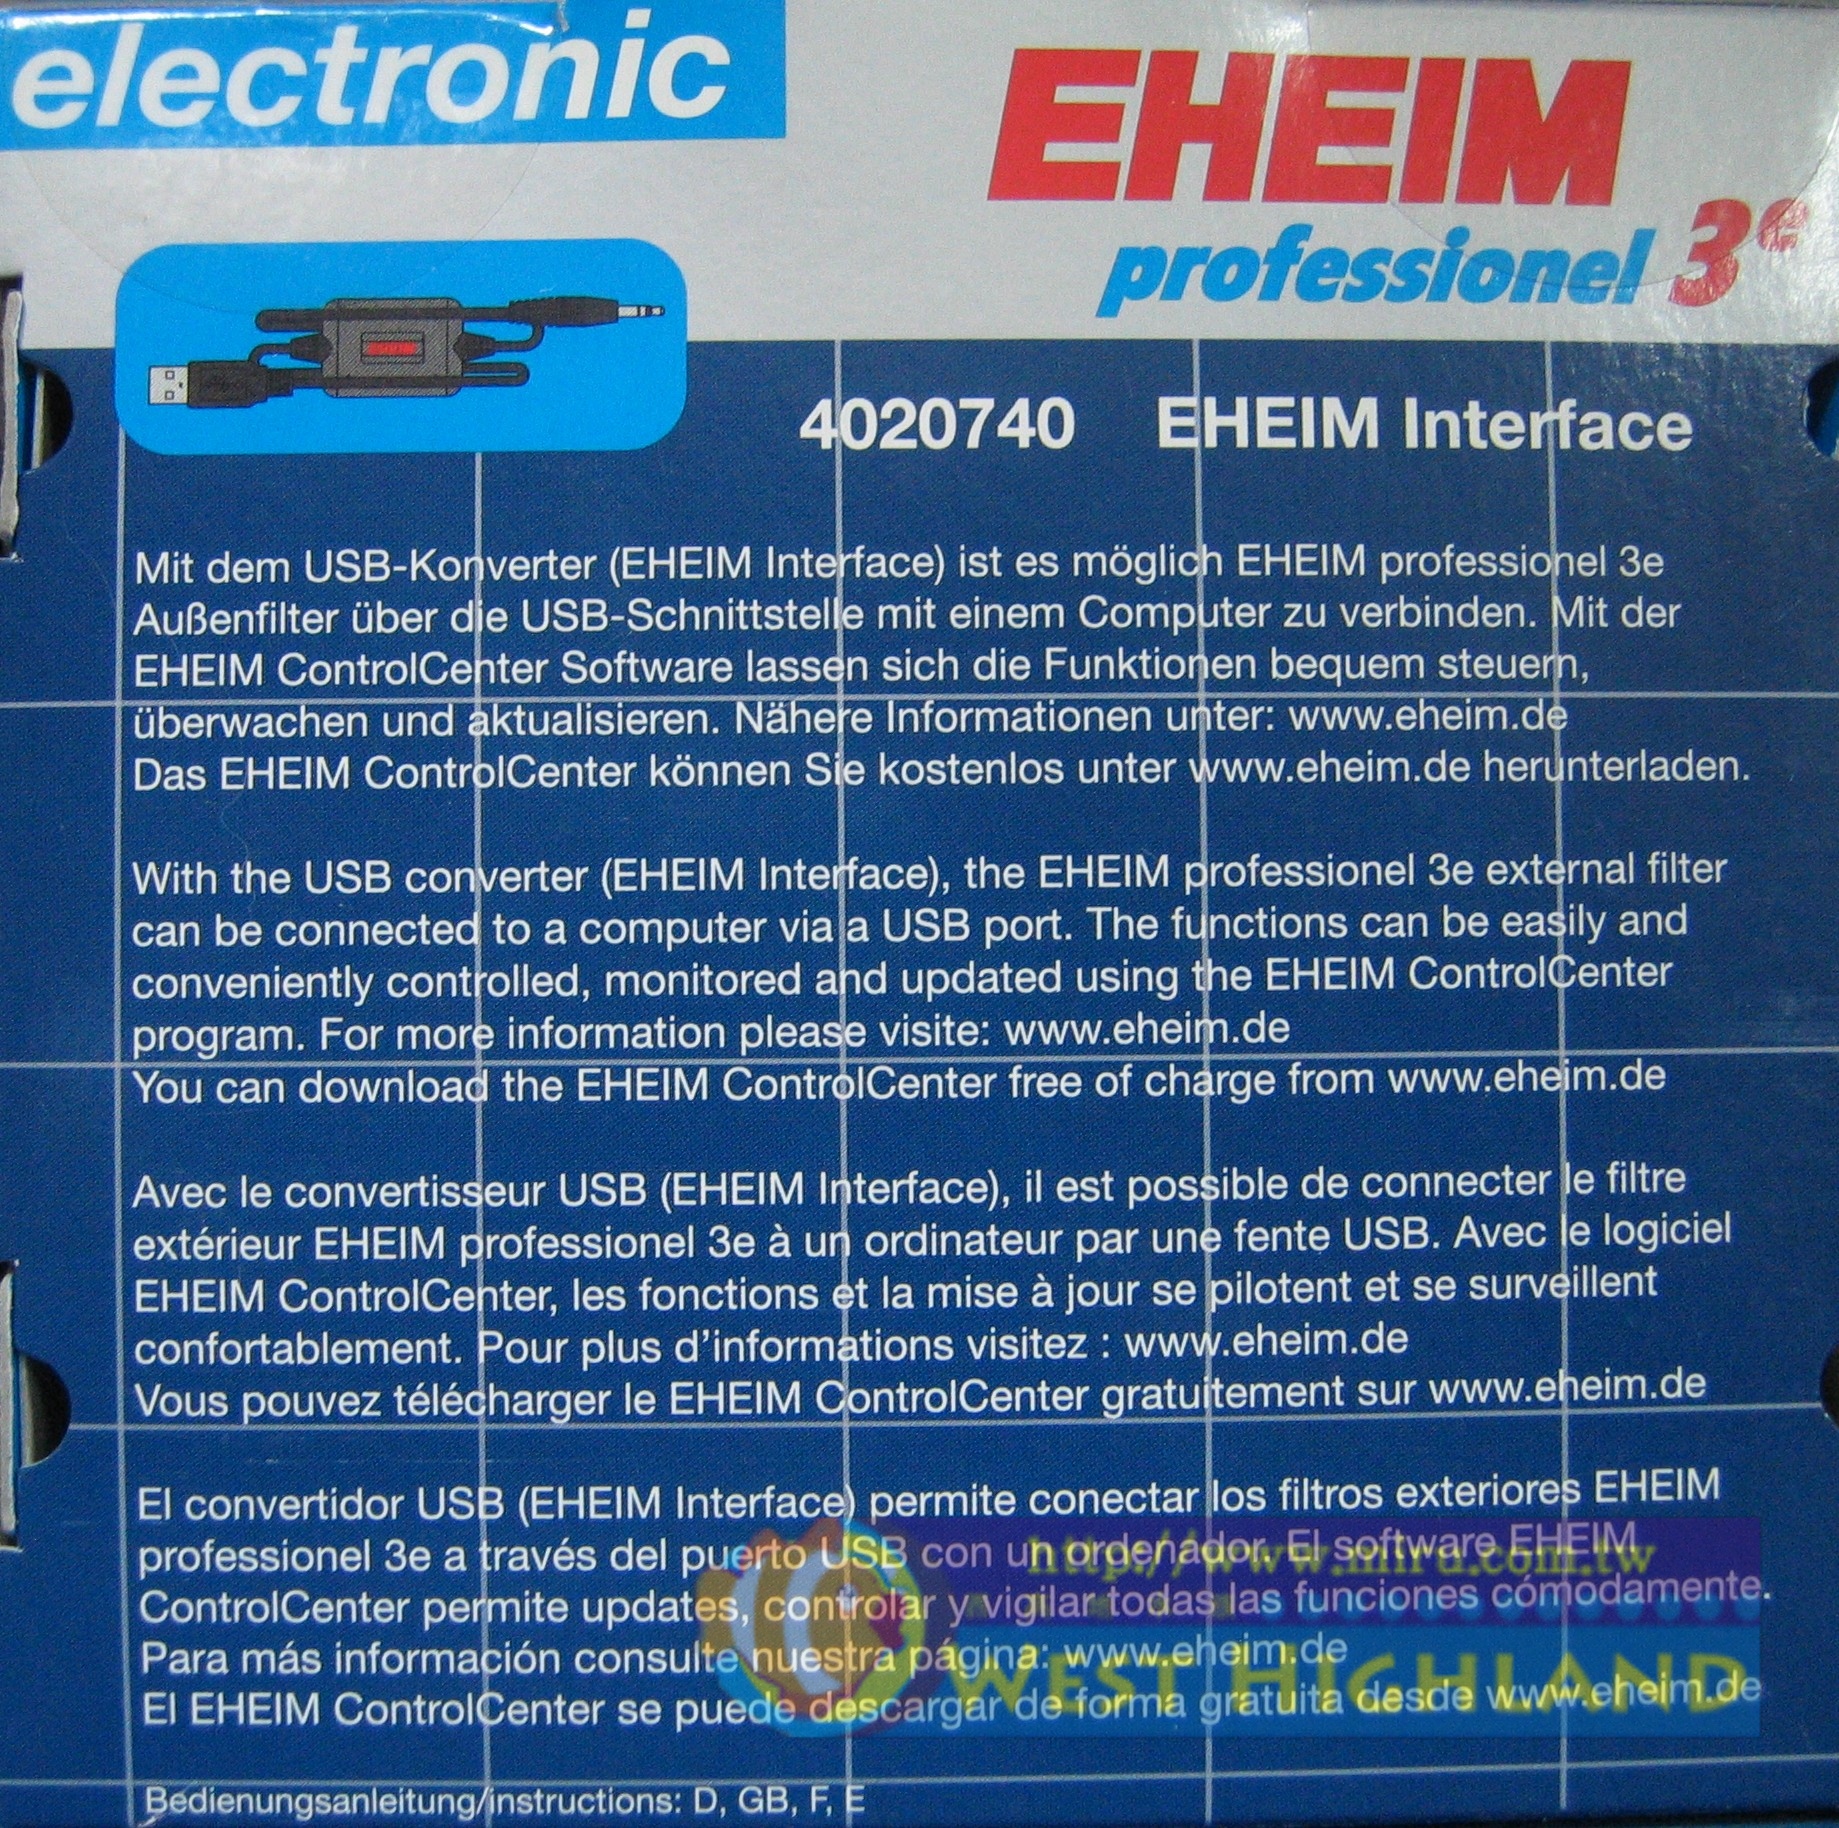 electronic
EHEIM
professionel 3e
4020740 EHEIM Interface
Mit dem USB-Konverter (EHEIM Interface) ist es möglich EHEIM professionel 3e
Außenfilter über die USB-Schnittstelle mit einem Computer zu verbinden. Mit der
EHEIM ControlCenter Software lassen sich die Funktionen bequem steuern,
überwachen und aktualisieren. Nähere Informationen unter: www.eheim.de
Das EHEIM ControlCenter können Sie kostenlos unter www.eheim.de herunterladen.
With the USB converter (EHEIM Interface), the EHEIM professionel 3e external filter
can be connected to a computer via a USB port. The functions can be easily and
conveniently controlled, monitored and updated using the EHEIM ControlCenter
program. For more information please visite: www.eheim.de
You can download the EHEIM ControlCenter free of charge from www.eheim.de
Avec le convertisseur USB (EHEIM Interface), il est possible de connecter le filtre
extérieur EHEIM professionel 3e à un ordinateur par une fente USB. Avec le logiciel
EHEIM ControlCenter, les fonctions et la mise à jour se pilotent et se surveillent
confortablement. Pour plus d'informations visitez : www.eheim.de
Vous pouvez télécharger le EHEIM ControlCenter gratuitement sur www.eheim.de
El convertidor USB (EHEIM Interface) permite conectar los filtros exteriores EHEIM
professionel 3e a través del puerto USB con un ordenador. El software EHEIM
ControlCenter permite updates, controlar y vigilar todas las funciones cómodamente.
Para más información consulte nuestra página: www.eheim.de
El EHEIM ControlCenter se puede descargar de forma gratuita desde www.eheim.de
http://www.miru.com.tw
WEST HIGHLAND
Bedienungsanleitung/instructions: D, GB, F, E